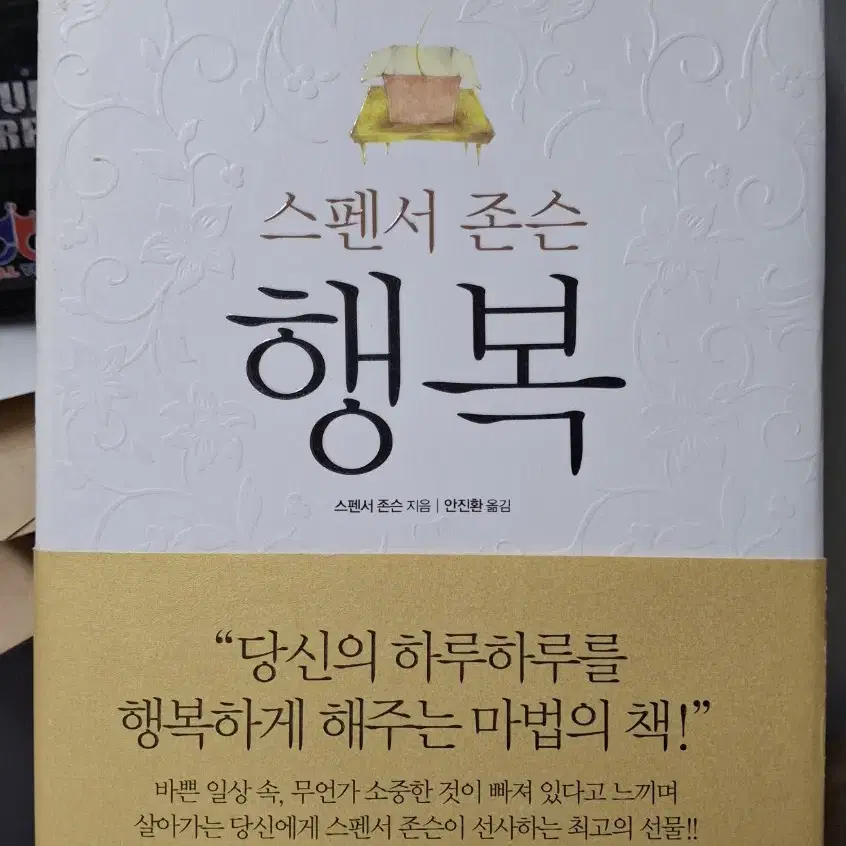 스펜서 존슨
행복
스펜서 존슨 지음 | 안진환 옮김
“당신의 하루하루를
행복하게 해주는 마법의 책!”
바쁜 일상 속, 무언가 소중한 것이 빠져 있다고 느끼며
살아가는 당신에게 스펜서 존슨이 선사하는 최고의 선물!!